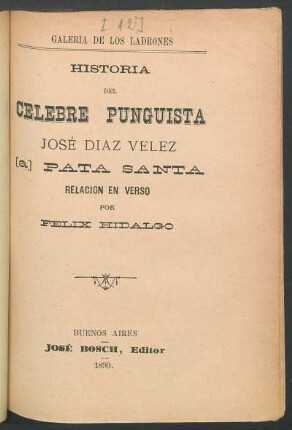 GALERIA DE LOS LADRONES
HISTORIA
DEL
CELEBRE PUNGUISTA
JOSÉ DIAZ VELEZ
[a,] PATA SANTA
RELACION EN VERSO
POR
FELIX HIDALGO
BUENOS AIRES
JOSÉ BOSCH, Editor
1890.